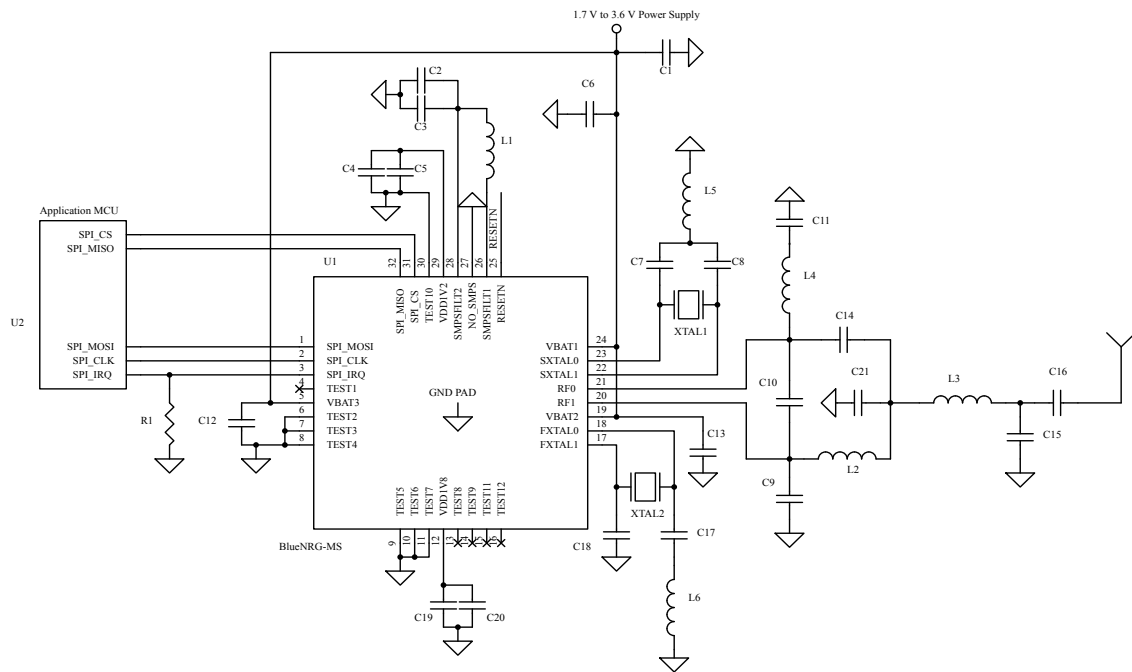 1.7 V to 3.6 V Power Supply
C1
C2
C6
C3
L1
C4
C5
L5
C11
Application MCU
RESETN
SPI_CS
SPI_MISO
C7
C8
L4
U1
32
31
30
29
28
27
26
25
SPI_MISO
SPI_CS
TEST10
VDD1V2
SMPSFILT2
NO_SMPS
SMPSFILT1
RESETN
XTAL1
C14
U2
SPI_MOSI
SPI_CLK
SPI_IRQ
1
2
3
4
5
6
7
8
SPI_MOSI
SPI_CLK
SPI_IRQ
TEST1
VBAT3
TEST2
TEST3
TEST4
GND PAD
VBAT1
SXTAL0
SXTAL1
RF0
RF1
VBAT2
FXTAL0
FXTAL1
24
23
22
21
20
19
18
17
C10
C21
L3
C16
R1
C12
C13
C15
L2
C9
TEST5
TEST6
TEST7
VDD1V8
TEST8
TEST9
TEST11
TEST12
XTAL2
9
10
11
12
13
14
15
16
BlueNRG-MS
C18
C17
C19
C20
L6